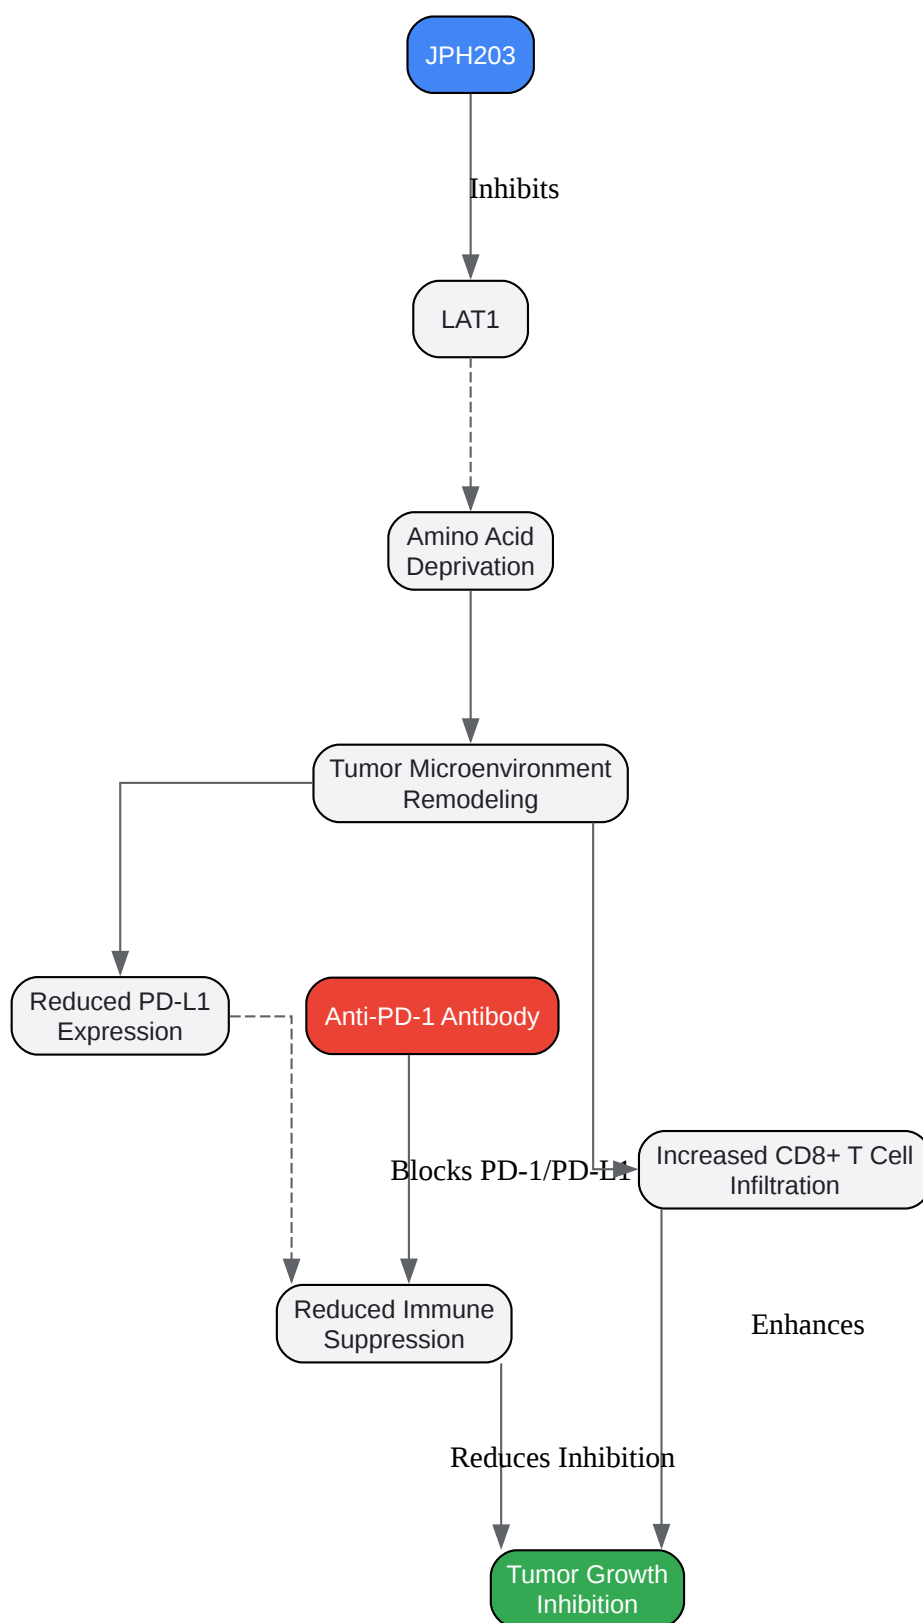 JPH203
Inhibits
LAT1
Amino Acid
Deprivation
Tumor Microenvironment
Remodeling
Reduced PD-L1
Expression
Anti-PD-1 Antibody
Blocks PD-1/PD-L1
Increased CD8+ T Cell
Infiltration
Reduced Immune
Suppression
Enhances
Reduces Inhibition
Tumor Growth
Inhibition